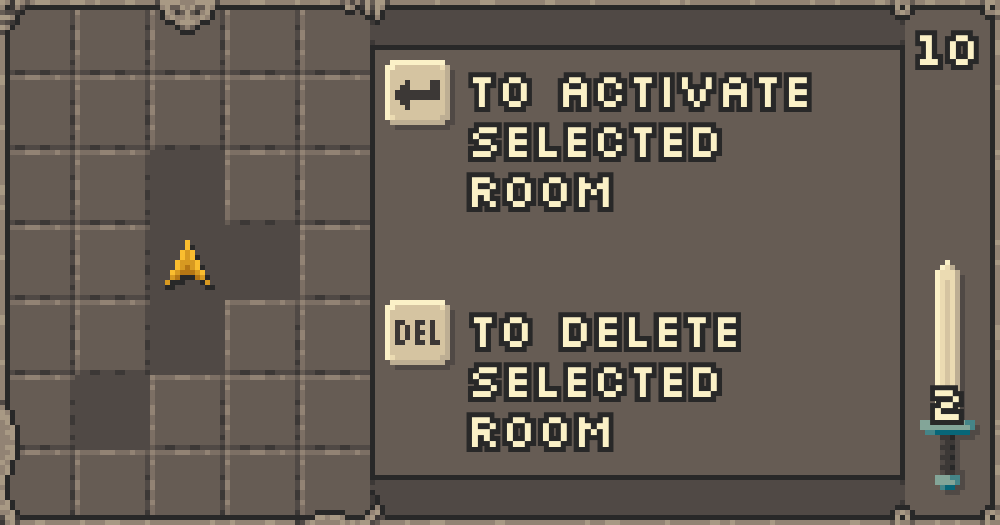 10
TO ACTIVATE
SELECTED
ROOM
DEL TO DELETE
SELECTED
ROOM
2